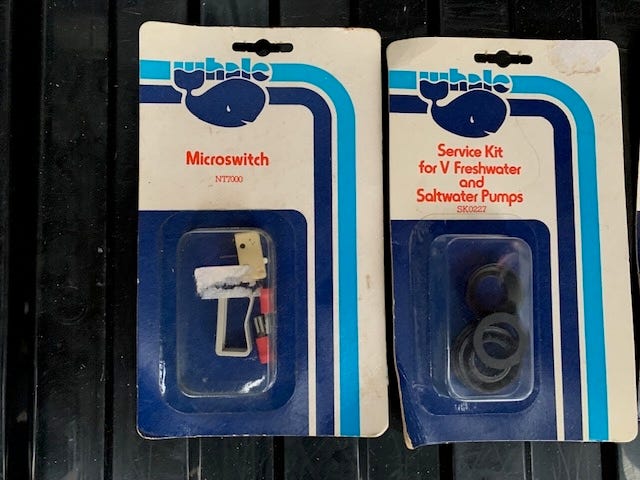 whale
Microswitch
NT7000
whale
Service Kit
for V Freshwater
and
Saltwater Pumps
SK0227